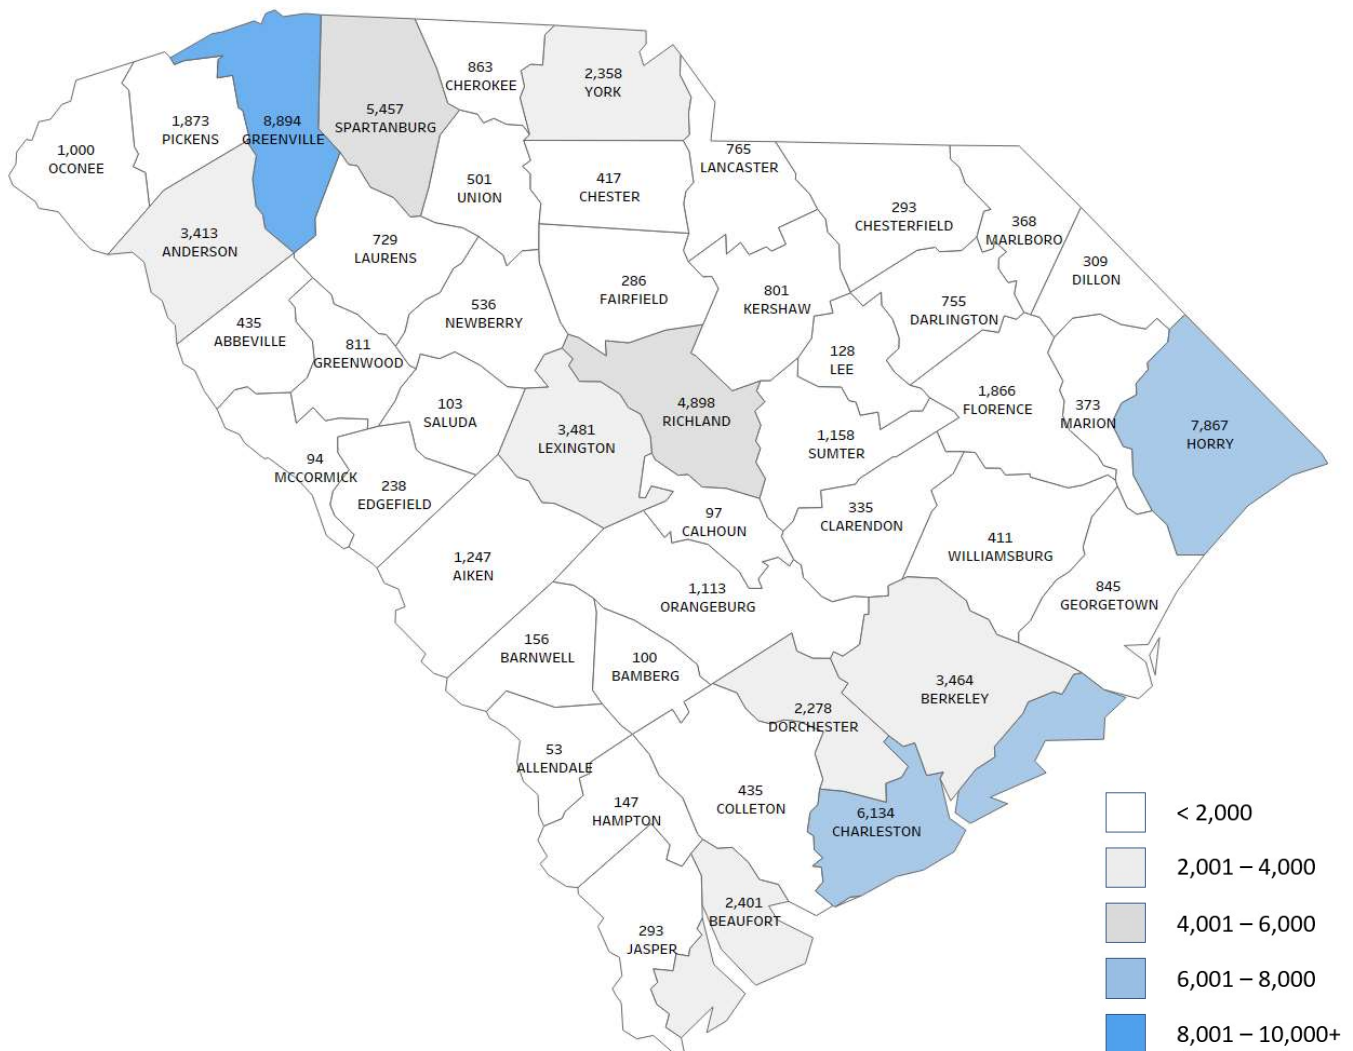 863
CHEROKEE
2,358
YORK
5,457
SPARTANBURG
8,894
GREENVILLE
1,873
PICKENS
1,000
OCONEE
765
LANCASTER
501
UNION
417
CHESTER
293
CHESTERFIELD
368
MARLBORO
3,413
ANDERSON
729
LAURENS
309
DILLON
286
FAIRFIELD
801
KERSHAW
755
DARLINGTON
536
NEWBERRY
435
ABBEVILLE
811
GREENWOOD
128
LEE
1,866
FLORENCE
373
MARION
7,867
HORRY
103
SALUDA
3,481
LEXINGTON
4,898
RICHLAND
1,158
SUMTER
94
MCCORMICK
238
EDGEFIELD
97
CALHOUN
335
CLARENDON
411
WILLIAMSBURG
1,247
AIKEN
1,113
ORANGEBURG
845
GEORGETOWN
156
BARNWELL
100
BAMBERG
3,464
BERKELEY
2,278
DORCHESTER
53
ALLENDALE
435
COLLETON
147
HAMPTON
6,134
CHARLESTON
2,401
BEAUFORT
293
JASPER
< 2,000
2,001 – 4,000
4,001 – 6,000
6,001 – 8,000
8,001 – 10,000+